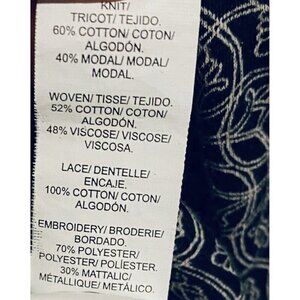 KNIT/
TRICOT/ TEJIDO.
60% COTTON/ COTON/
ALGODÓN.
40% MODAL/ MODAL/
MODAL.
WOVEN/ TISSE/ TEJIDO.
52% COTTON/ COTON/
ALGODÓN.
48% VISCOSE/ VISCOSE/
VISCOSA.
LACE/ DENTELLE/
ENCAJE.
100% COTTON/ COTON/
ALGODÓN.
EMBROIDERY/ BRODERIE/
BORDADO.
70% POLYESTER/
POLYESTER/ POLIÉSTER.
30% MATTALIC/
MÉTALLIQUE/ METÁLICO.